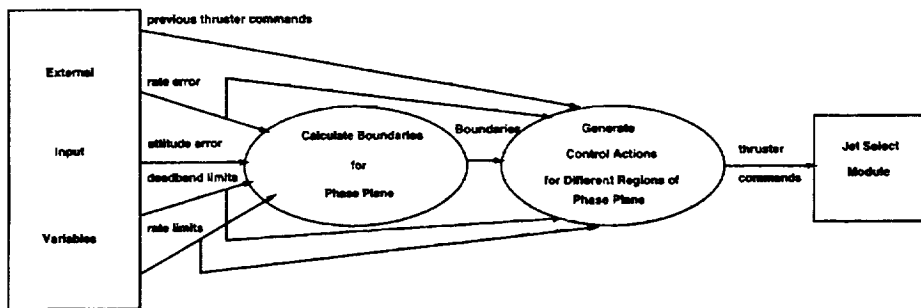 previous thruster commands
External
rate error
Input
attitude error
deadband limits
Variables
rate limits
Calculate Boundaries
for
Phase Plane
Boundaries
Generate
Control Actions
for Different Regions of
Phase Plane
thruster
commands
Jet Select
Module